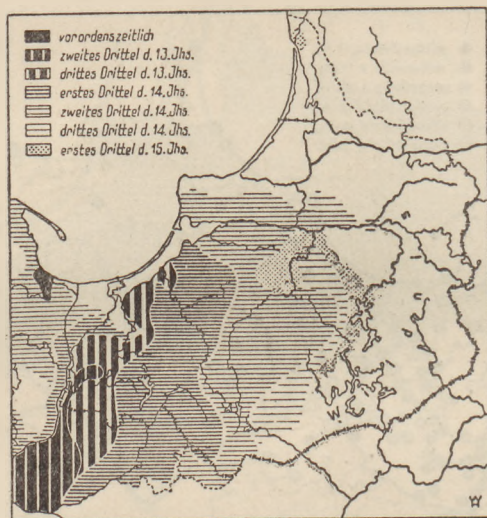 vorordenszeitlich
zweites Drittel d. 13. Jhs.
drittes Drittel d. 13. Jhs.
erstes Drittel d. 14. Jhs.
zweites Drittel d. 14. Jhs.
drittes Drittel d. 14. Jhs.
erstes Drittel d. 15. Jhs.